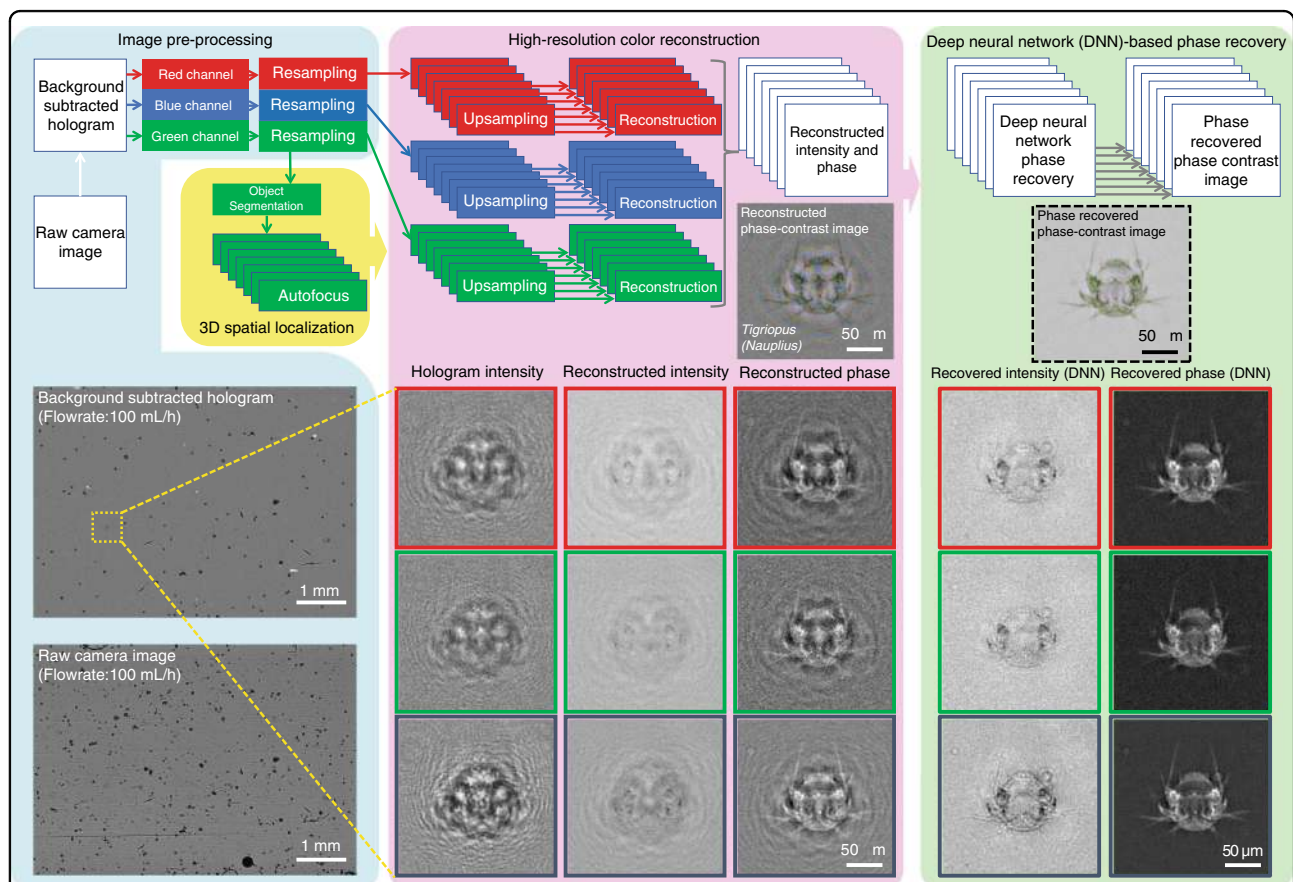 Image pre-processing
High-resolution color reconstruction
Deep neural network (DNN)-based phase recovery
Background
subtracted
hologram
Red channel
Resampling
Blue channel
Resampling
Green channel
Resampling
Raw camera
image
Object
Segmentation
Autofocus
3D spatial localization
Upsampling
Reconstruction
Upsampling
Reconstruction
Upsampling
Reconstruction
Reconstructed
intensity and
phase
Reconstructed
phase-contrast image
Tigriopus
(Nauplius)
50 m
Deep neural
network
phase
recovery
Phase
recovered
phase contrast
image
Phase recovered
phase-contrast image
50 m
Background subtracted hologram
(Flowrate:100 mL/h)
1 mm
Raw camera image
(Flowrate:100 mL/h)
1 mm
Hologram intensity
Reconstructed intensity
Reconstructed phase
50 m
Recovered intensity (DNN)
Recovered phase (DNN)
50 µm